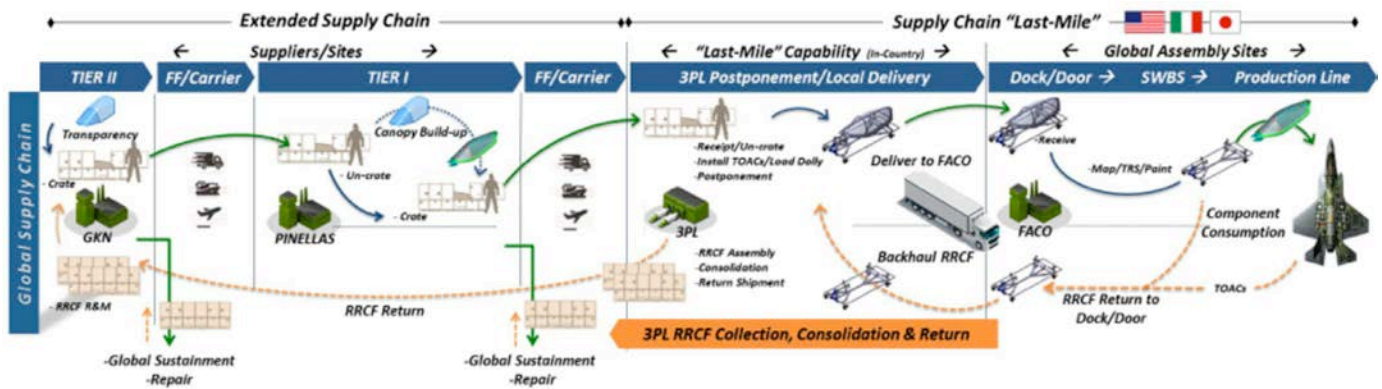 Extended Supply Chain
Supply Chain “Last-Mile”
Suppliers/Sites
“Last-Mile” Capability (In-Country)
Global Assembly Sites
TIER II
FF/Carrier
TIER I
FF/Carrier
3PL Postponement/Local Delivery
Dock/Door → SWBS → Production Line
Global Supply Chain
Transparency
- Crate
GKN
- RRCF R&M
Canopy Build-up
- Un-crate
- Crate
PINELLAS
RRCF Return
-Global Sustainment
-Repair
-Global Sustainment
-Repair
-Receipt/Un-crate
-Install TOACs/Load Dolly
-Postponement
3PL
-RRCF Assembly
-Consolidation
-Return Shipment
Deliver to FACO
Backhaul RRCF
3PL RRCF Collection, Consolidation & Return
-Receive
-Map/TRS/Paint
FACO
Component
Consumption
TOACs
RRCF Return to
Dock/Door